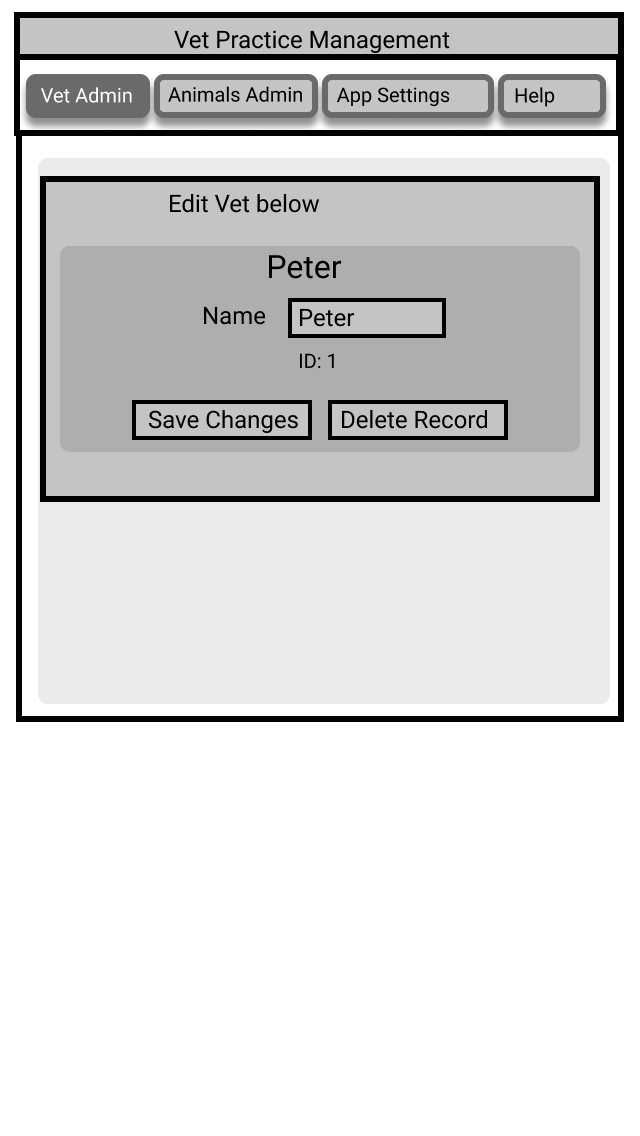 Vet Practice Management
Vet Admin Animals Admin App Settings Help
Edit Vet below
Peter
Name Peter
ID: 1
Save Changes Delete Record